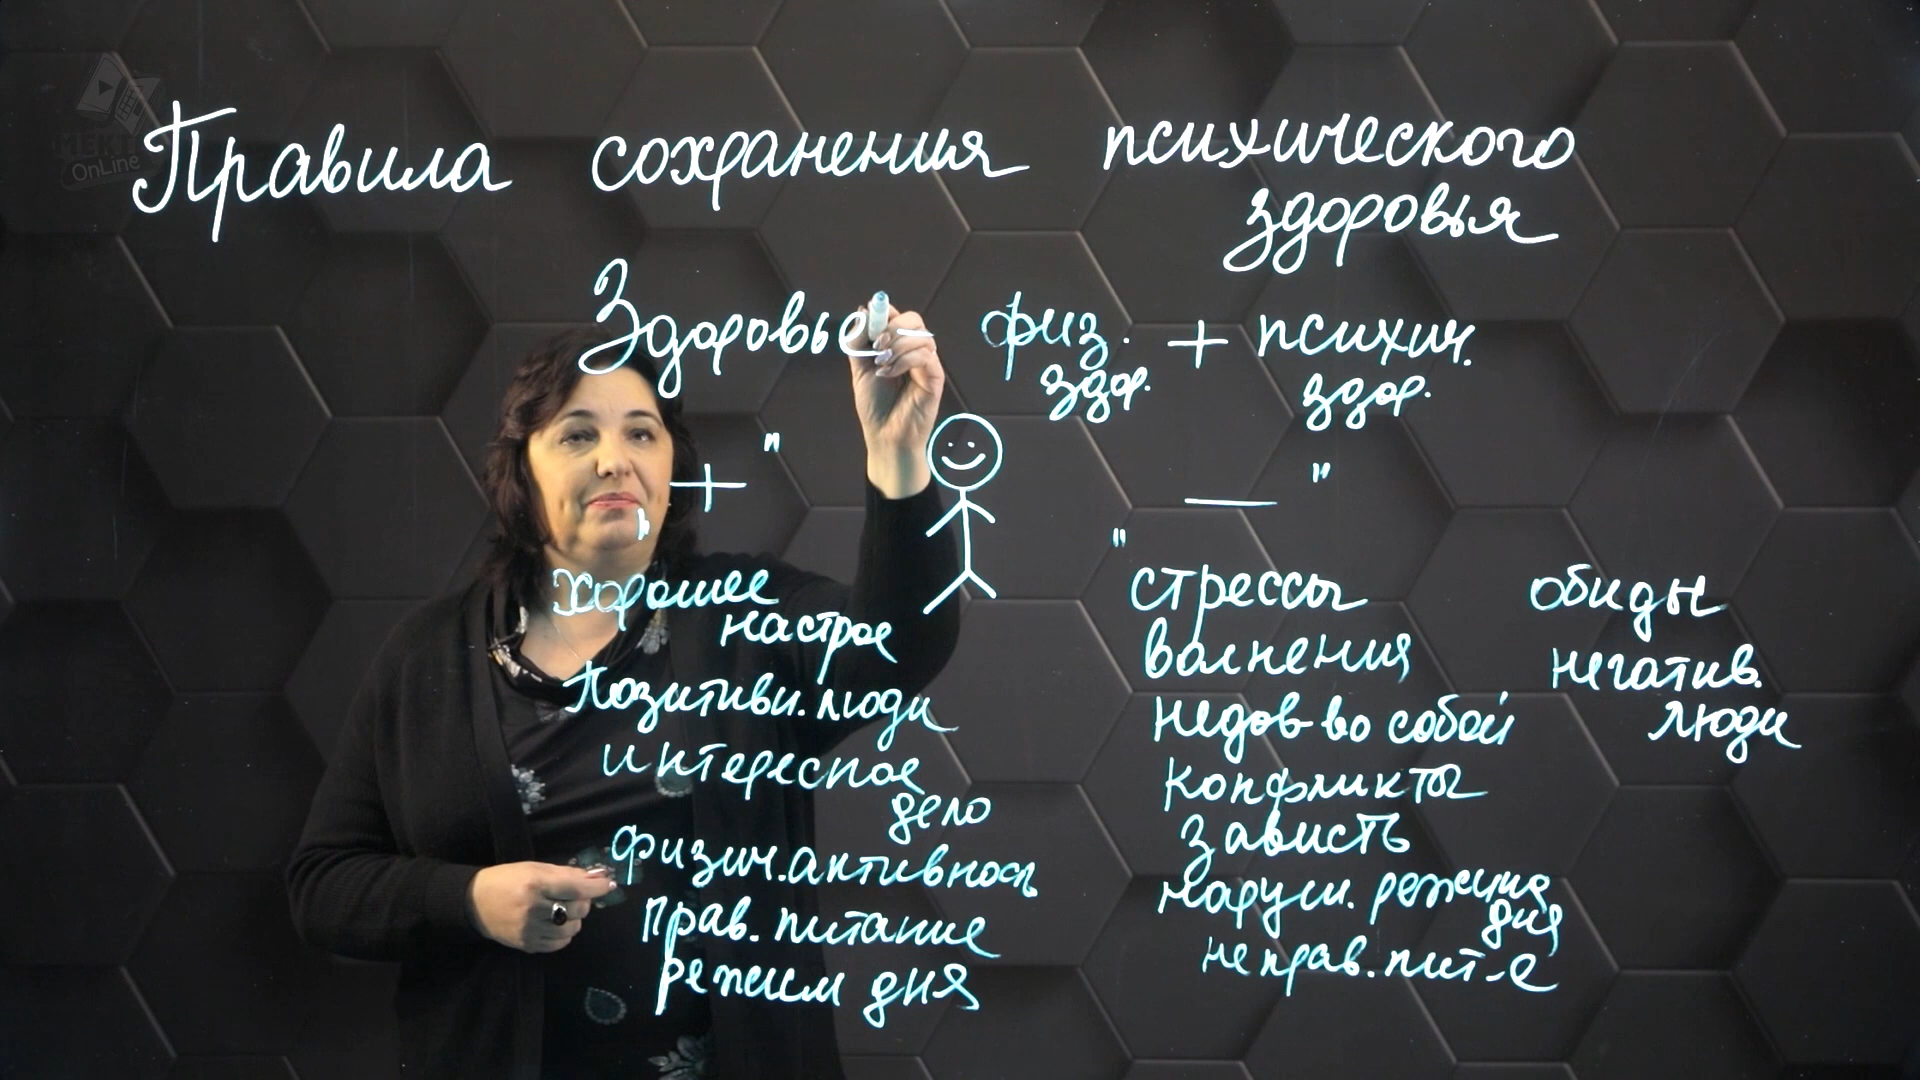 Правила сохранения психического
здоровья
Здоровье - физ. + психич.
здор. здор.
+ " — "
" "
Хорошее
настрое
Позитивн. люди
интересное
дело
физич. активность
Прав. питание
режим дня
стрессы
волнения
недов во собой
конфликты
зависть
наруш. режима
дня
неправ. пит-е
обиды
негатив.
люди
OnLine